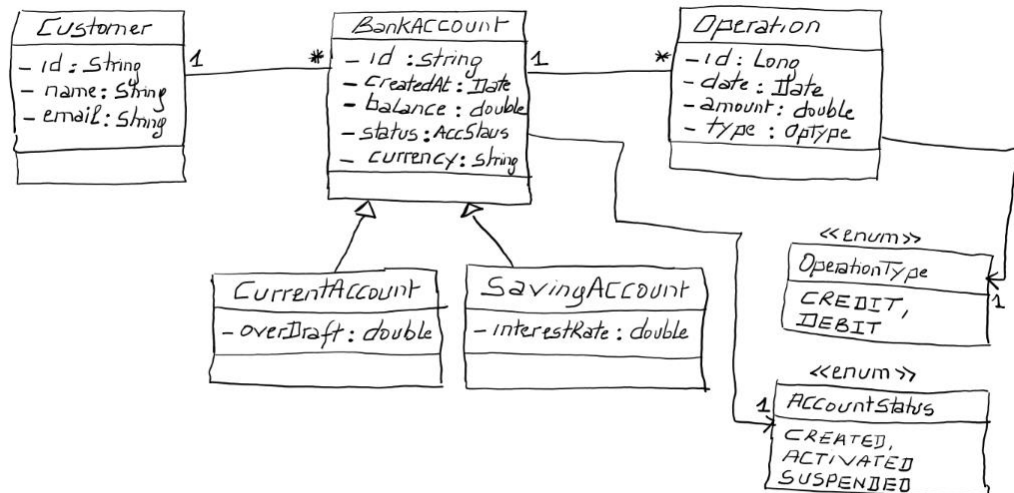 Customer
- id : String
- name : String
- email : String
1
*
BankAccount
- id : String
- createdAt : Date
- balance : double
- status : AccStaus
- currency : string
1
*
Operation
- id : Long
- date : Date
- amount : double
- type : OpType
CurrentAccount
- overDraft : double
SavingAccount
- interestRate : double
<<enum>>
OperationType
1
CREDIT,
DEBIT
<<enum>>
1
AccountStatus
CREATED,
ACTIVATED
SUSPENDED